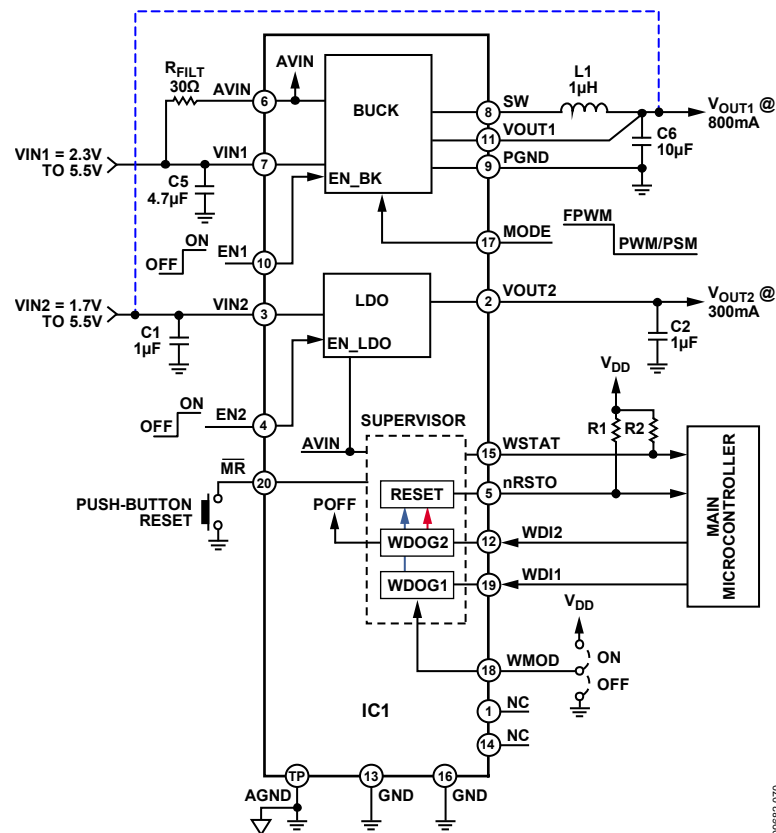 RFILT
30Ω
AVIN
6
AVIN
BUCK
8
SW
L1
1µH
VOUT1 @
800mA
11
VOUT1
C6
10µF
VIN1 = 2.3V
TO 5.5V
VIN1
7
9
PGND
C5
4.7µF
EN_BK
OFF
ON
EN1
10
17
MODE
FPWM
PWM/PSM
VIN2 = 1.7V
TO 5.5V
VIN2
3
LDO
2
VOUT2
VOUT2 @
300mA
C1
1µF
EN_LDO
C2
1µF
OFF
ON
EN2
4
VDD
R1
R2
AVIN
SUPERVISOR
15
WSTAT
MR
20
RESET
5
nRSTO
PUSH-BUTTON
RESET
POFF
WDOG2
12
WDI2
WDOG1
19
WDI1
MAIN
MICROCONTROLLER
VDD
18
WMOD
ON
OFF
IC1
1
NC
14
NC
TP
13
16
AGND
GND
GND
09682-079